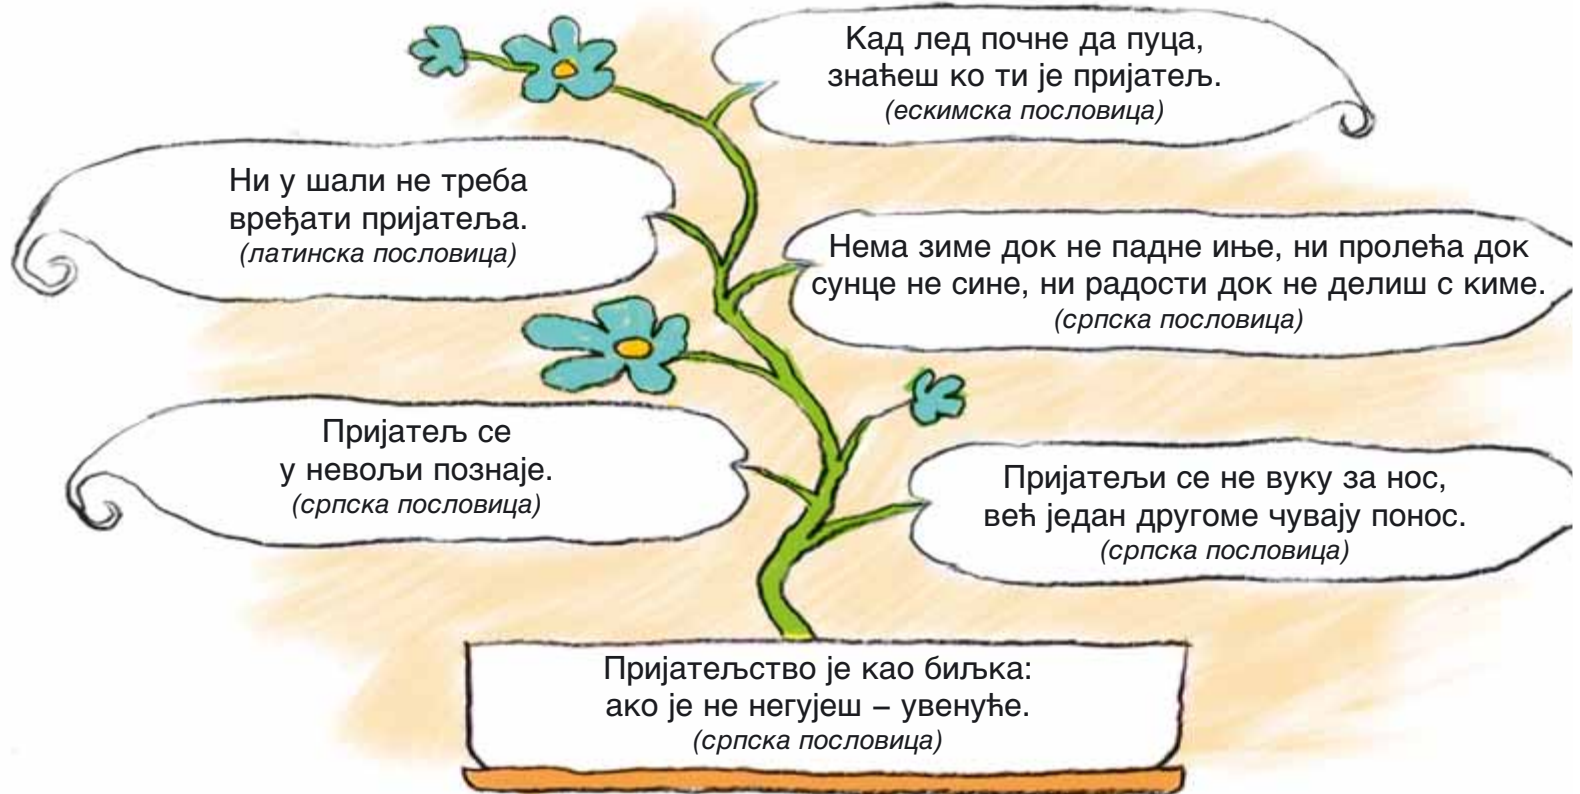 Кад лед почне да пуца,
знаћеш ко ти је пријатељ.
(ескимска пословица)
Ни у шали не треба
вређати пријатеља.
(латинска пословица)
Нема зиме док не падне иње, ни пролећа док
сунце не сине, ни радости док не делиш с киме.
(српска пословица)
Пријатељ се
у невољи познаје.
(српска пословица)
Пријатељи се не вуку за нос,
већ један другоме чувају понос.
(српска пословица)
Пријатељство је као биљка:
ако је не негујеш – увенуће.
(српска пословица)